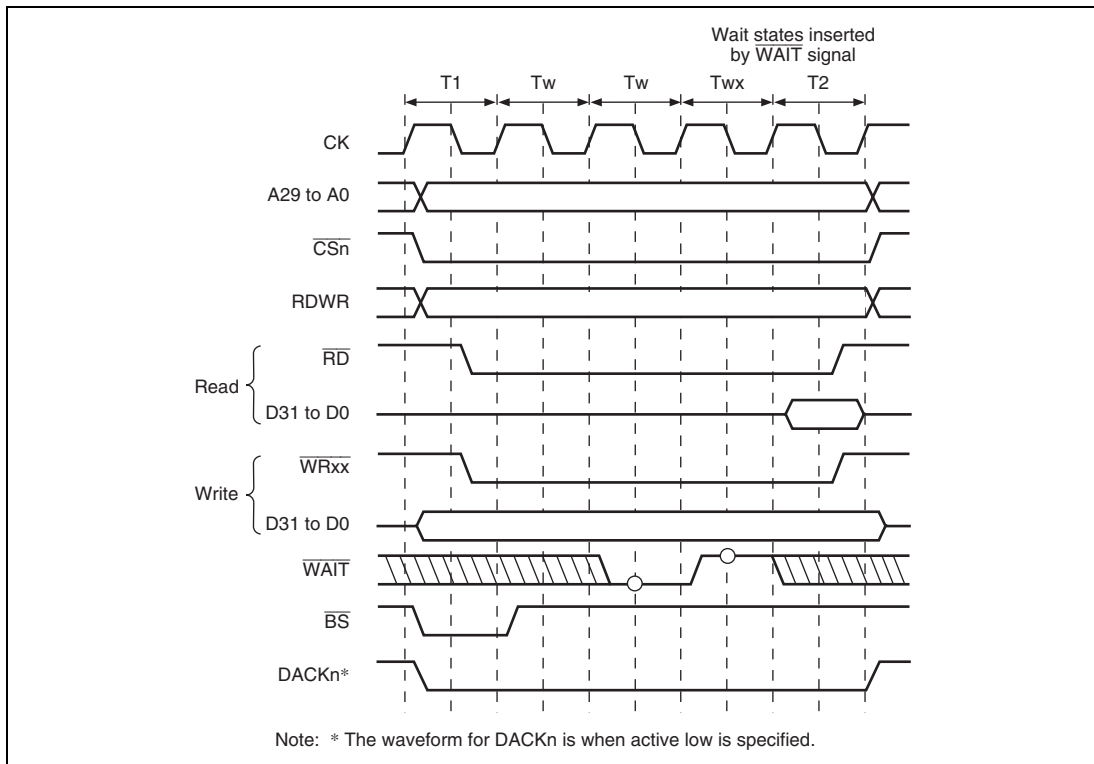 Wait states inserted
by WAIT signal
T1 Tw Tw Twx T2
CK
A29 to A0
CSn
RDWR
RD
Read
D31 to D0
WRxx
Write
D31 to D0
WAIT
BS
DACKn*
Note: * The waveform for DACKn is when active low is specified.